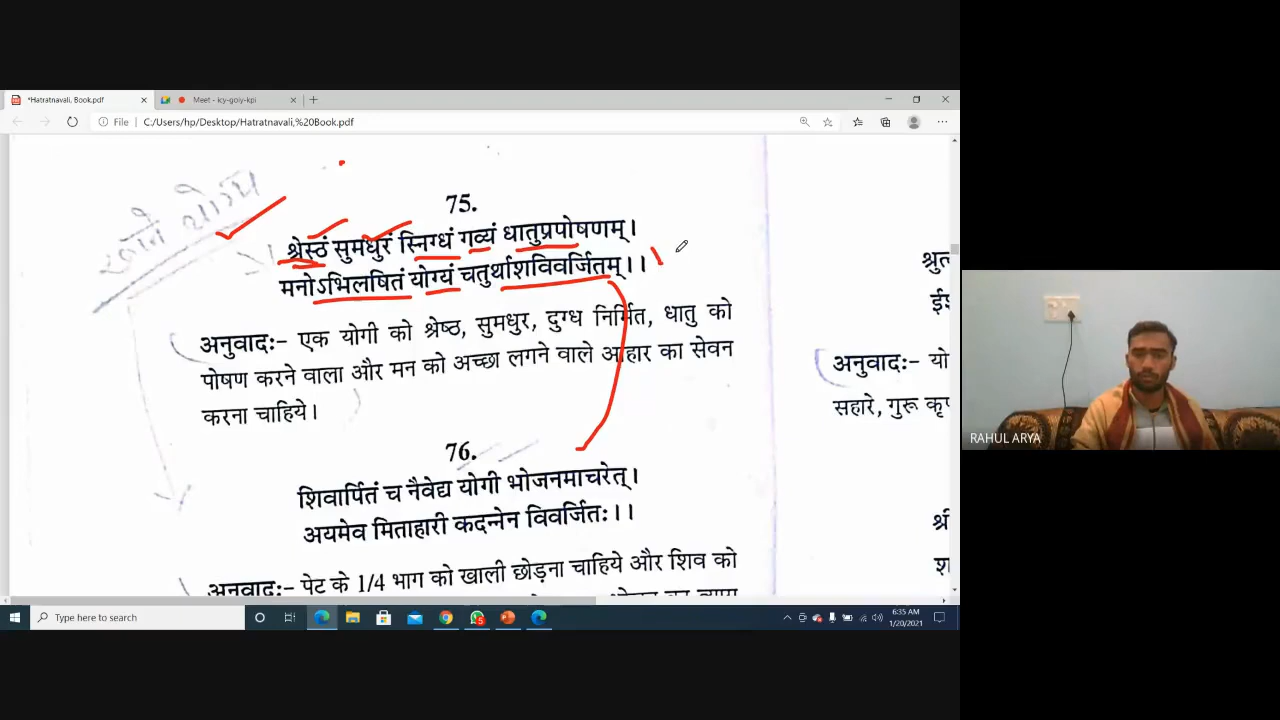 *Hatratnavali, Book.pdf
Meet - icy-goiy-kpi
File
C:/Users/hp/Desktop/Hatratnavali,%20Book.pdf
खाने योग्य
75.
श्रेस्ठं सुमधुरं स्निग्धं गव्यं धातुप्रपोषणम्।
मनोऽभिलषितं योग्यं चतुर्थाशविवर्जितम्।।
अनुवादः- एक योगी को श्रेष्ठ, सुमधुर, दुग्ध निर्मित, धातु को
पोषण करने वाला और मन को अच्छा लगने वाले आहार का सेवन
करना चाहिये।
76.
शिवार्पितं च नैवेद्य योगी भोजनमाचरेत्।
अयमेव मिताहारी कदन्नेन विवर्जितः।।
अनुवादः- पेट के 1/4 भाग को खाली छोड़ना चाहिये और शिव को
श्रुत
ईश
अनुवादः- यो
सहारे, गुरू कृ
श्री
श
RAHUL ARYA
Type here to search
5
6:35 AM
1/20/2021